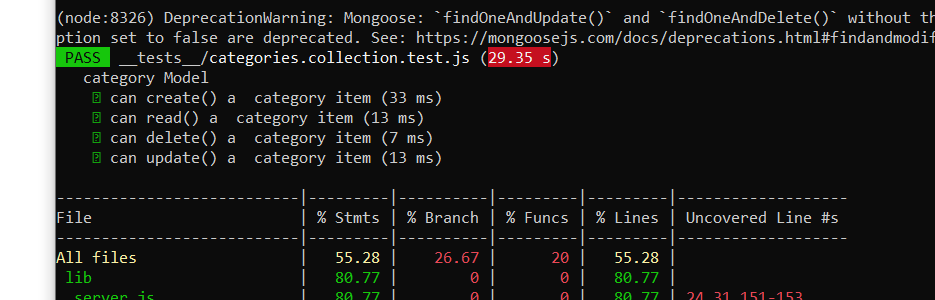 (node:8326) DeprecationWarning: Mongoose: `findOneAndUpdate()` and `findOneAndDelete()` without th
ption set to false are deprecated. See: https://mongoosejs.com/docs/deprecations.html#findandmodif
PASS __tests__/categories.collection.test.js (29.35 s)
category Model
can create() a  category item (33 ms)
can read() a  category item (13 ms)
can delete() a  category item (7 ms)
can update() a  category item (13 ms)
---------------------------|---------|----------|---------|---------|-------------------
File                       | % Stmts | % Branch | % Funcs | % Lines | Uncovered Line #s
---------------------------|---------|----------|---------|---------|-------------------
All files                  |   55.28 |    26.67 |      20 |   55.28 |
lib                       |   80.77 |        0 |       0 |   80.77 |
server.js                |   80.77 |        0 |       0 |   80.77 | 24,31,151-153